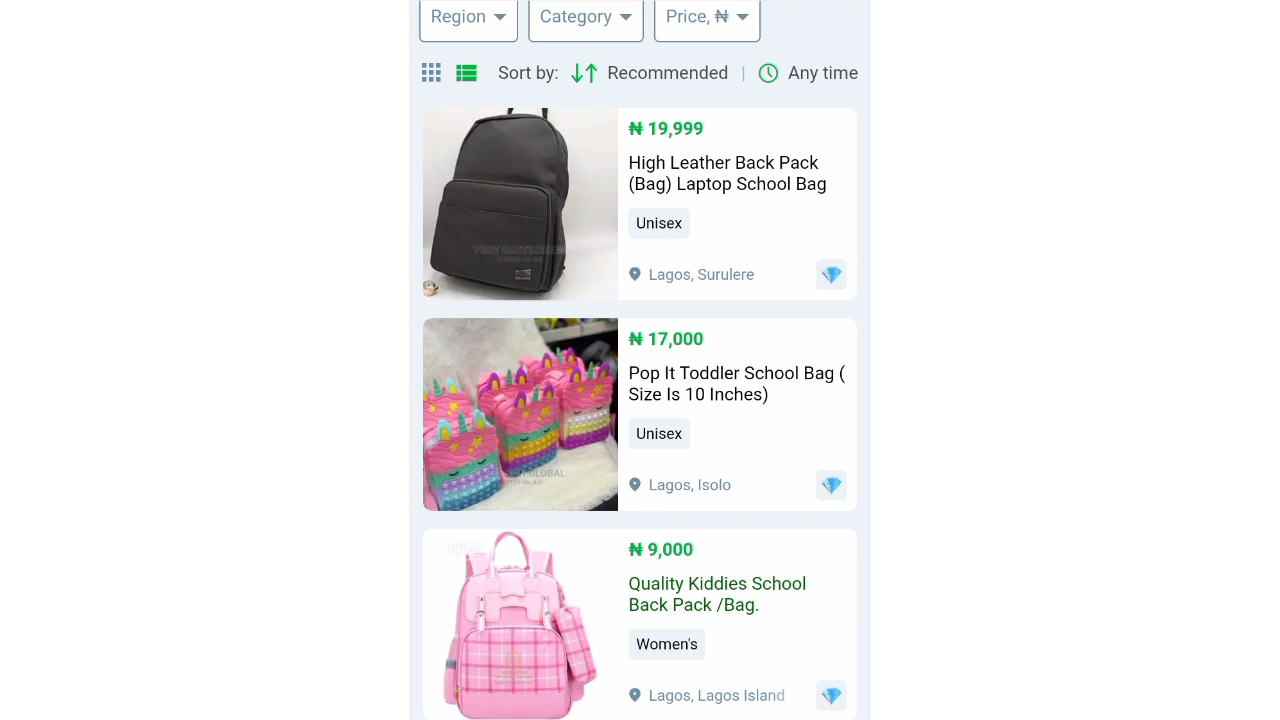 Region
Category
Price, ₦
Sort by:
Recommended
|
Any time
₦ 19,999
High Leather Back Pack
(Bag) Laptop School Bag
Unisex
Lagos, Surulere
₦ 17,000
Pop It Toddler School Bag (
Size Is 10 Inches)
Unisex
Lagos, Isolo
₦ 9,000
Quality Kiddies School
Back Pack /Bag.
Women's
Lagos, Lagos Island